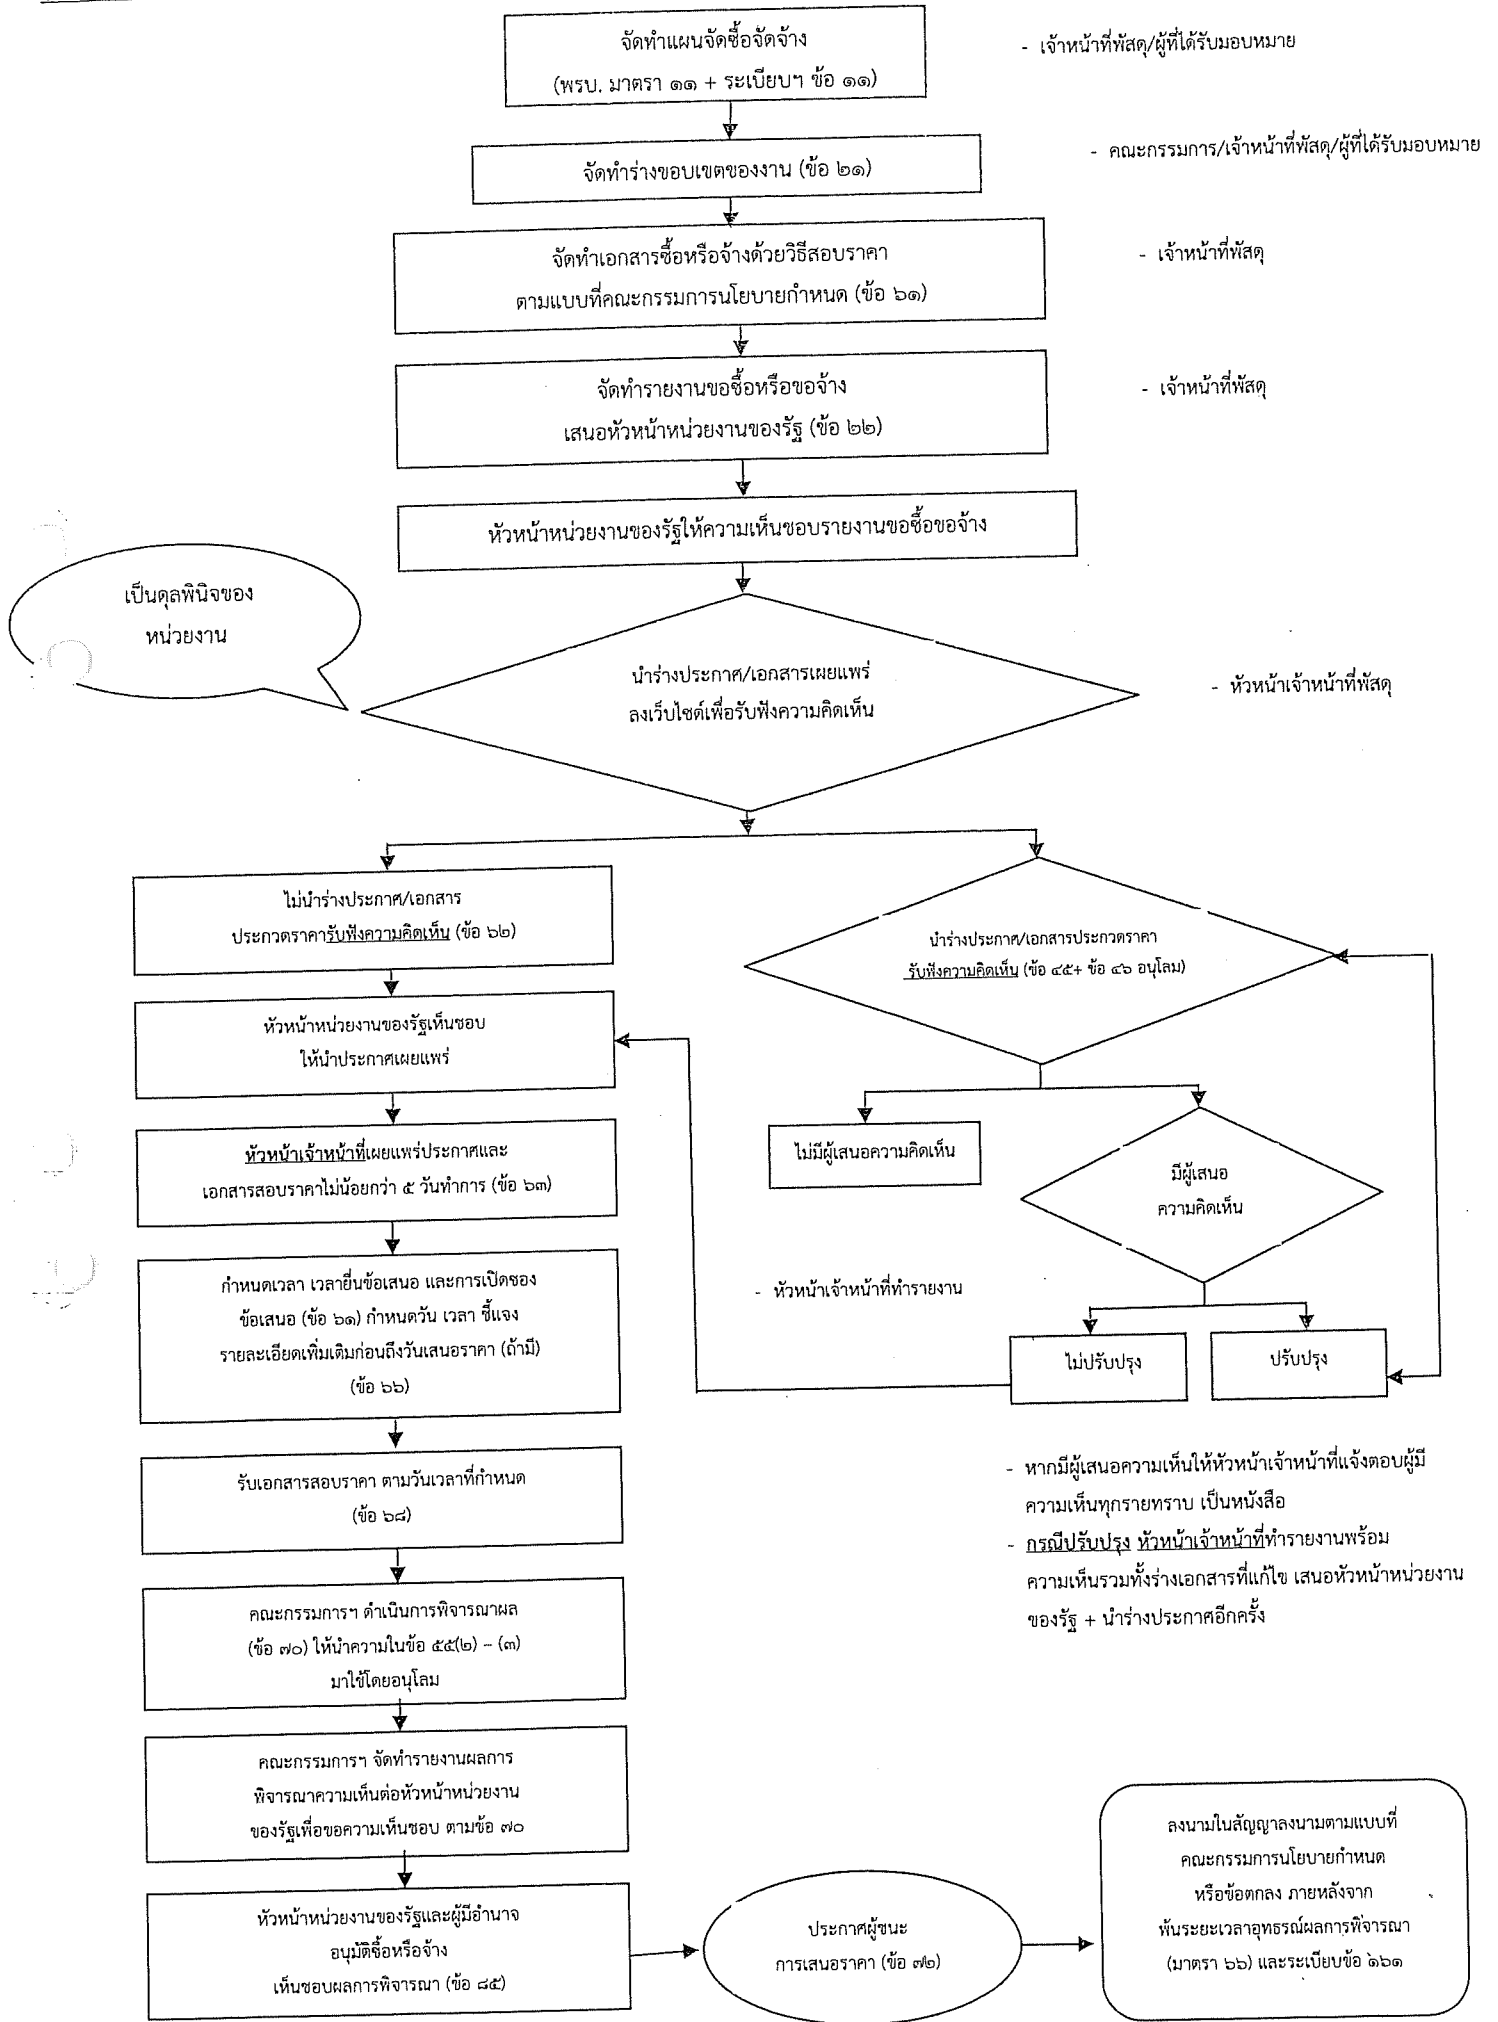 จัดทำแผนจัดซื้อจัดจ้าง
(พรบ. มาตรา ๑๑ + ระเบียบฯ ข้อ ๑๑)
- เจ้าหน้าที่พัสดุ/ผู้ที่ได้รับมอบหมาย
จัดทำร่างขอบเขตของงาน (ข้อ ๒๑)
- คณะกรรมการ/เจ้าหน้าที่พัสดุ/ผู้ที่ได้รับมอบหมาย
จัดทำเอกสารซื้อหรือจ้างด้วยวิธีสอบราคา
ตามแบบที่คณะกรรมการนโยบายกำหนด (ข้อ ๖๑)
- เจ้าหน้าที่พัสดุ
จัดทำรายงานขอซื้อหรือขอจ้าง
เสนอหัวหน้าหน่วยงานของรัฐ (ข้อ ๒๒)
- เจ้าหน้าที่พัสดุ
หัวหน้าหน่วยงานของรัฐให้ความเห็นชอบรายงานขอซื้อขอจ้าง
เป็นดุลพินิจของ
หน่วยงาน
นำร่างประกาศ/เอกสารเผยแพร่
ลงเว็บไซต์เพื่อรับฟังความคิดเห็น
- หัวหน้าเจ้าหน้าที่พัสดุ
ไม่นำร่างประกาศ/เอกสาร
ประกวดราคารับฟังความคิดเห็น (ข้อ ๖๒)
นำร่างประกาศ/เอกสารประกวดราคา
รับฟังความคิดเห็น (ข้อ ๔๕+ ข้อ ๔๖ อนุโลม)
หัวหน้าหน่วยงานของรัฐเห็นชอบ
ให้นำประกาศเผยแพร่
หัวหน้าเจ้าหน้าที่เผยแพร่ประกาศและ
เอกสารสอบราคาไม่น้อยกว่า ๕ วันทำการ (ข้อ ๖๓)
ไม่มีผู้เสนอความคิดเห็น
มีผู้เสนอ
ความคิดเห็น
กำหนดเวลา เวลายื่นข้อเสนอ และการเปิดซอง
ข้อเสนอ (ข้อ ๖๑) กำหนดวัน เวลา ชี้แจง
รายละเอียดเพิ่มเติมก่อนถึงวันเสนอราคา (ถ้ามี)
(ข้อ ๖๖)
- หัวหน้าเจ้าหน้าที่ทำรายงาน
ไม่ปรับปรุง
ปรับปรุง
รับเอกสารสอบราคา ตามวันเวลาที่กำหนด
(ข้อ ๖๘)
- หากมีผู้เสนอความเห็นให้หัวหน้าเจ้าหน้าที่แจ้งตอบผู้มี
ความเห็นทุกรายทราบ เป็นหนังสือ
- กรณีปรับปรุง หัวหน้าเจ้าหน้าที่ทำรายงานพร้อม
ความเห็นรวมทั้งร่างเอกสารที่แก้ไข เสนอหัวหน้าหน่วยงาน
ของรัฐ + นำร่างประกาศอีกครั้ง
คณะกรรมการฯ ดำเนินการพิจารณาผล
(ข้อ ๗๐) ให้นำความในข้อ ๕๕(๒) – (๓)
มาใช้โดยอนุโลม
คณะกรรมการฯ จัดทำรายงานผลการ
พิจารณาความเห็นต่อหัวหน้าหน่วยงาน
ของรัฐเพื่อขอความเห็นชอบ ตามข้อ ๗๐
หัวหน้าหน่วยงานของรัฐและผู้มีอำนาจ
อนุมัติซื้อหรือจ้าง
เห็นชอบผลการพิจารณา (ข้อ ๘๕)
ประกาศผู้ชนะ
การเสนอราคา (ข้อ ๗๒)
ลงนามในสัญญาลงนามตามแบบที่
คณะกรรมการนโยบายกำหนด
หรือข้อตกลง ภายหลังจาก
พ้นระยะเวลาอุทธรณ์ผลการพิจารณา
(มาตรา ๖๖) และระเบียบข้อ ๑๖๑